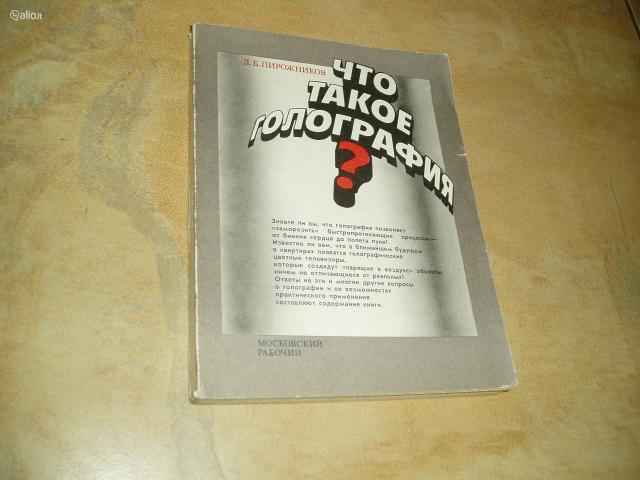 alio.lt
Л. Б. ПИРОЖНИКОВ
ЧТО
ТАКОЕ
ГОЛОГРАФИЯ
?
Знаете ли вы, что голография позволяет
«заморозить» быстропротекающие процессы —
от биения сердца до полета пули!
Известно ли вам, что в ближайшем будущем
в квартирах появятся голографические
цветные телевизоры,
которые создадут «парящие в воздухе» объекты,
ничем не отличающиеся от реальных!
Ответы на эти и многие другие вопросы
о голографии и ее возможностях
практического применения
составляют содержание книги.
МОСКОВСКИЙ
РАБОЧИЙ